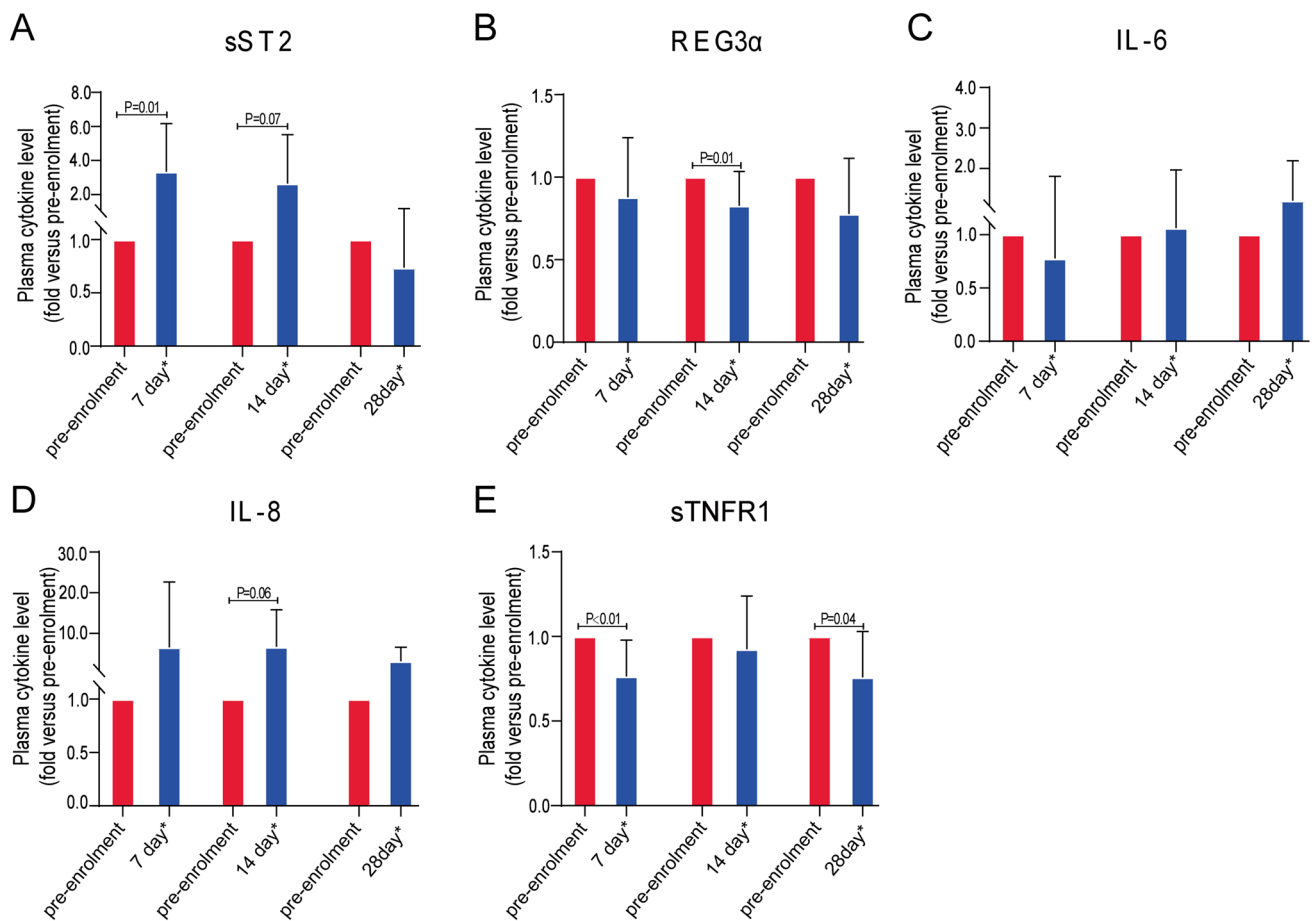 A
sST2
Plasma cytokine level
(fold versus pre-enrolment)
8.0
6.0
4.0
2.0
1.0
0.5
0.0
P=0.01
P=0.07
pre-enrolment
7 day*
pre-enrolment
14 day*
pre-enrolment
28day*
B
REG3α
Plasma cytokine level
(fold versus pre-enrolment)
1.5
1.0
0.5
0.0
P=0.01
pre-enrolment
7 day*
pre-enrolment
14 day*
pre-enrolment
28day*
C
IL-6
Plasma cytokine level
(fold versus pre-enrolment)
4.0
3.0
2.0
1.0
0.5
0.0
pre-enrolment
7 day*
pre-enrolment
14 day*
pre-enrolment
28day*
D
IL-8
Plasma cytokine level
(fold versus pre-enrolment)
30.0
20.0
10.0
1.0
0.5
0.0
P=0.06
pre-enrolment
7 day*
pre-enrolment
14 day*
pre-enrolment
28day*
E
sTNFR1
Plasma cytokine level
(fold versus pre-enrolment)
1.5
1.0
0.5
0.0
P<0.01
P=0.04
pre-enrolment
7 day*
pre-enrolment
14 day*
pre-enrolment
28day*